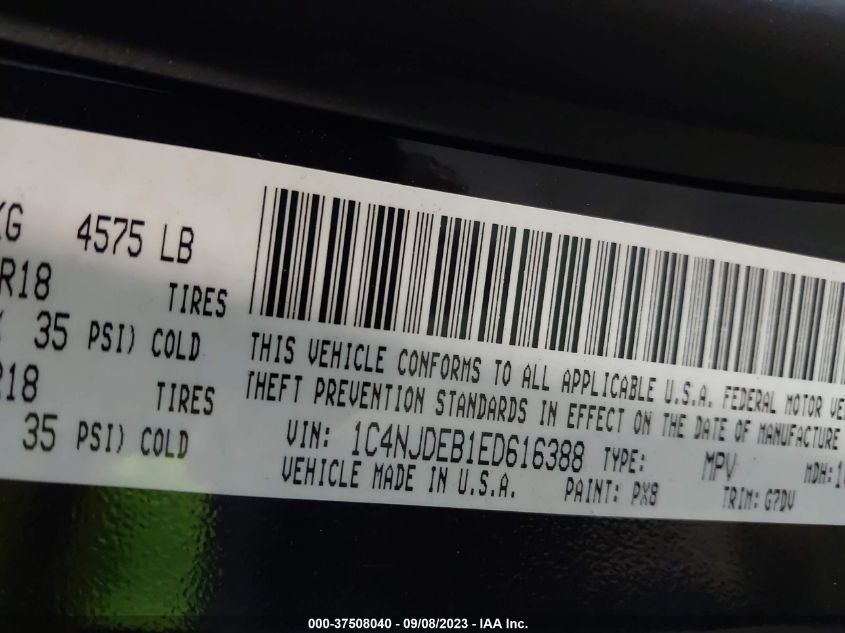 KG 4575 LB
R18 TIRES
35 PSI) COLD
R18 TIRES
35 PSI) COLD
THIS VEHICLE CONFORMS TO ALL APPLICABLE U.S.A. FEDERAL MOTOR VE
THEFT PREVENTION STANDARDS IN EFFECT ON THE DATE OF MANUFACTURE
VIN: 1C4NJDEB1ED616388 TYPE: MPV MDH:
VEHICLE MADE IN U.S.A. PAINT: PX8 TRIM: G7DV
000-37508040 - 09/08/2023 - IAA Inc.